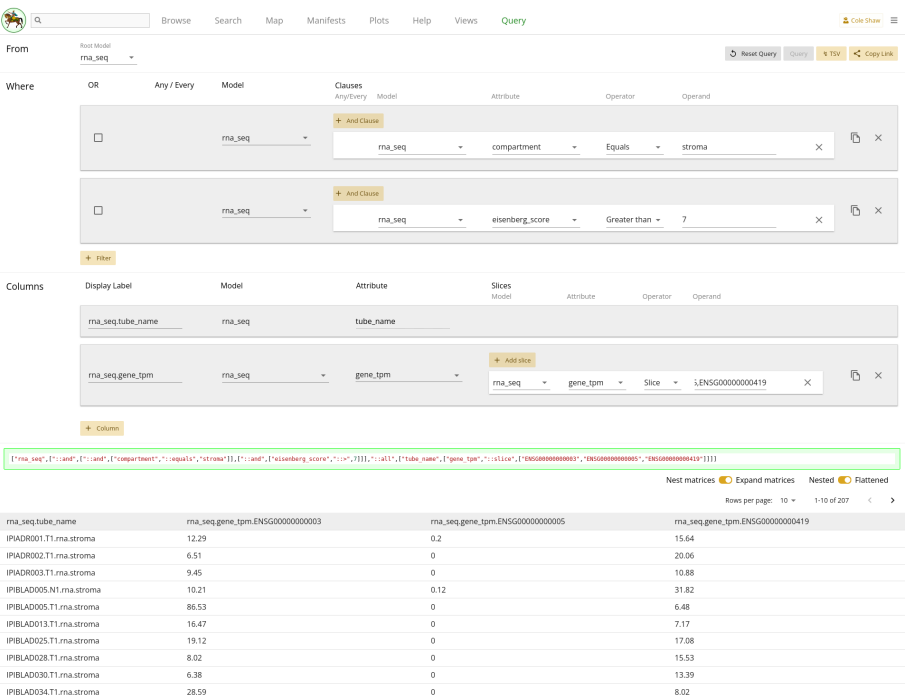 Browse Search Map Manifests Plots Help Views Query Cole Shaw
From Root Model
rna_seq Reset Query Query TSV Copy Link
Where OR Any / Every Model Clauses
Any/Every Model Attribute Operator Operand
+ And Clause
rna_seq rna_seq compartment Equals stroma
+ And Clause
rna_seq rna_seq eisenberg_score Greater than 7
+ Filter
Columns Display Label Model Attribute Slices
Model Attribute Operator Operand
rna_seq.tube_name rna_seq tube_name
+ Add slice
rna_seq.gene_tpm rna_seq gene_tpm rna_seq gene_tpm Slice ,ENSG00000000419
+ Column
["rna_seq",["::and",["::and",["compartment","::equals","stroma"]],["::and",["eisenberg_score","::>",7]]],"::all",["tube_name",["gene_tpm","::slice",["ENSG00000000003","ENSG00000000005","ENSG00000000419"]]]]
Nest matrices Expand matrices Nested Flattened
Rows per page: 10 1-10 of 207
rna_seq.tube_name rna_seq.gene_tpm.ENSG00000000003 rna_seq.gene_tpm.ENSG00000000005 rna_seq.gene_tpm.ENSG00000000419
IPIADR001.T1.rna.stroma 12.29 0.2 15.64
IPIADR002.T1.rna.stroma 6.51 0 20.06
IPIADR003.T1.rna.stroma 9.45 0 10.88
IPIBLAD005.N1.rna.stroma 10.21 0.12 31.82
IPIBLAD005.T1.rna.stroma 86.53 0 6.48
IPIBLAD013.T1.rna.stroma 16.47 0 7.17
IPIBLAD025.T1.rna.stroma 19.12 0 17.08
IPIBLAD028.T1.rna.stroma 8.02 0 15.53
IPIBLAD030.T1.rna.stroma 6.38 0 13.39
IPIBLAD034.T1.rna.stroma 28.59 0 8.02